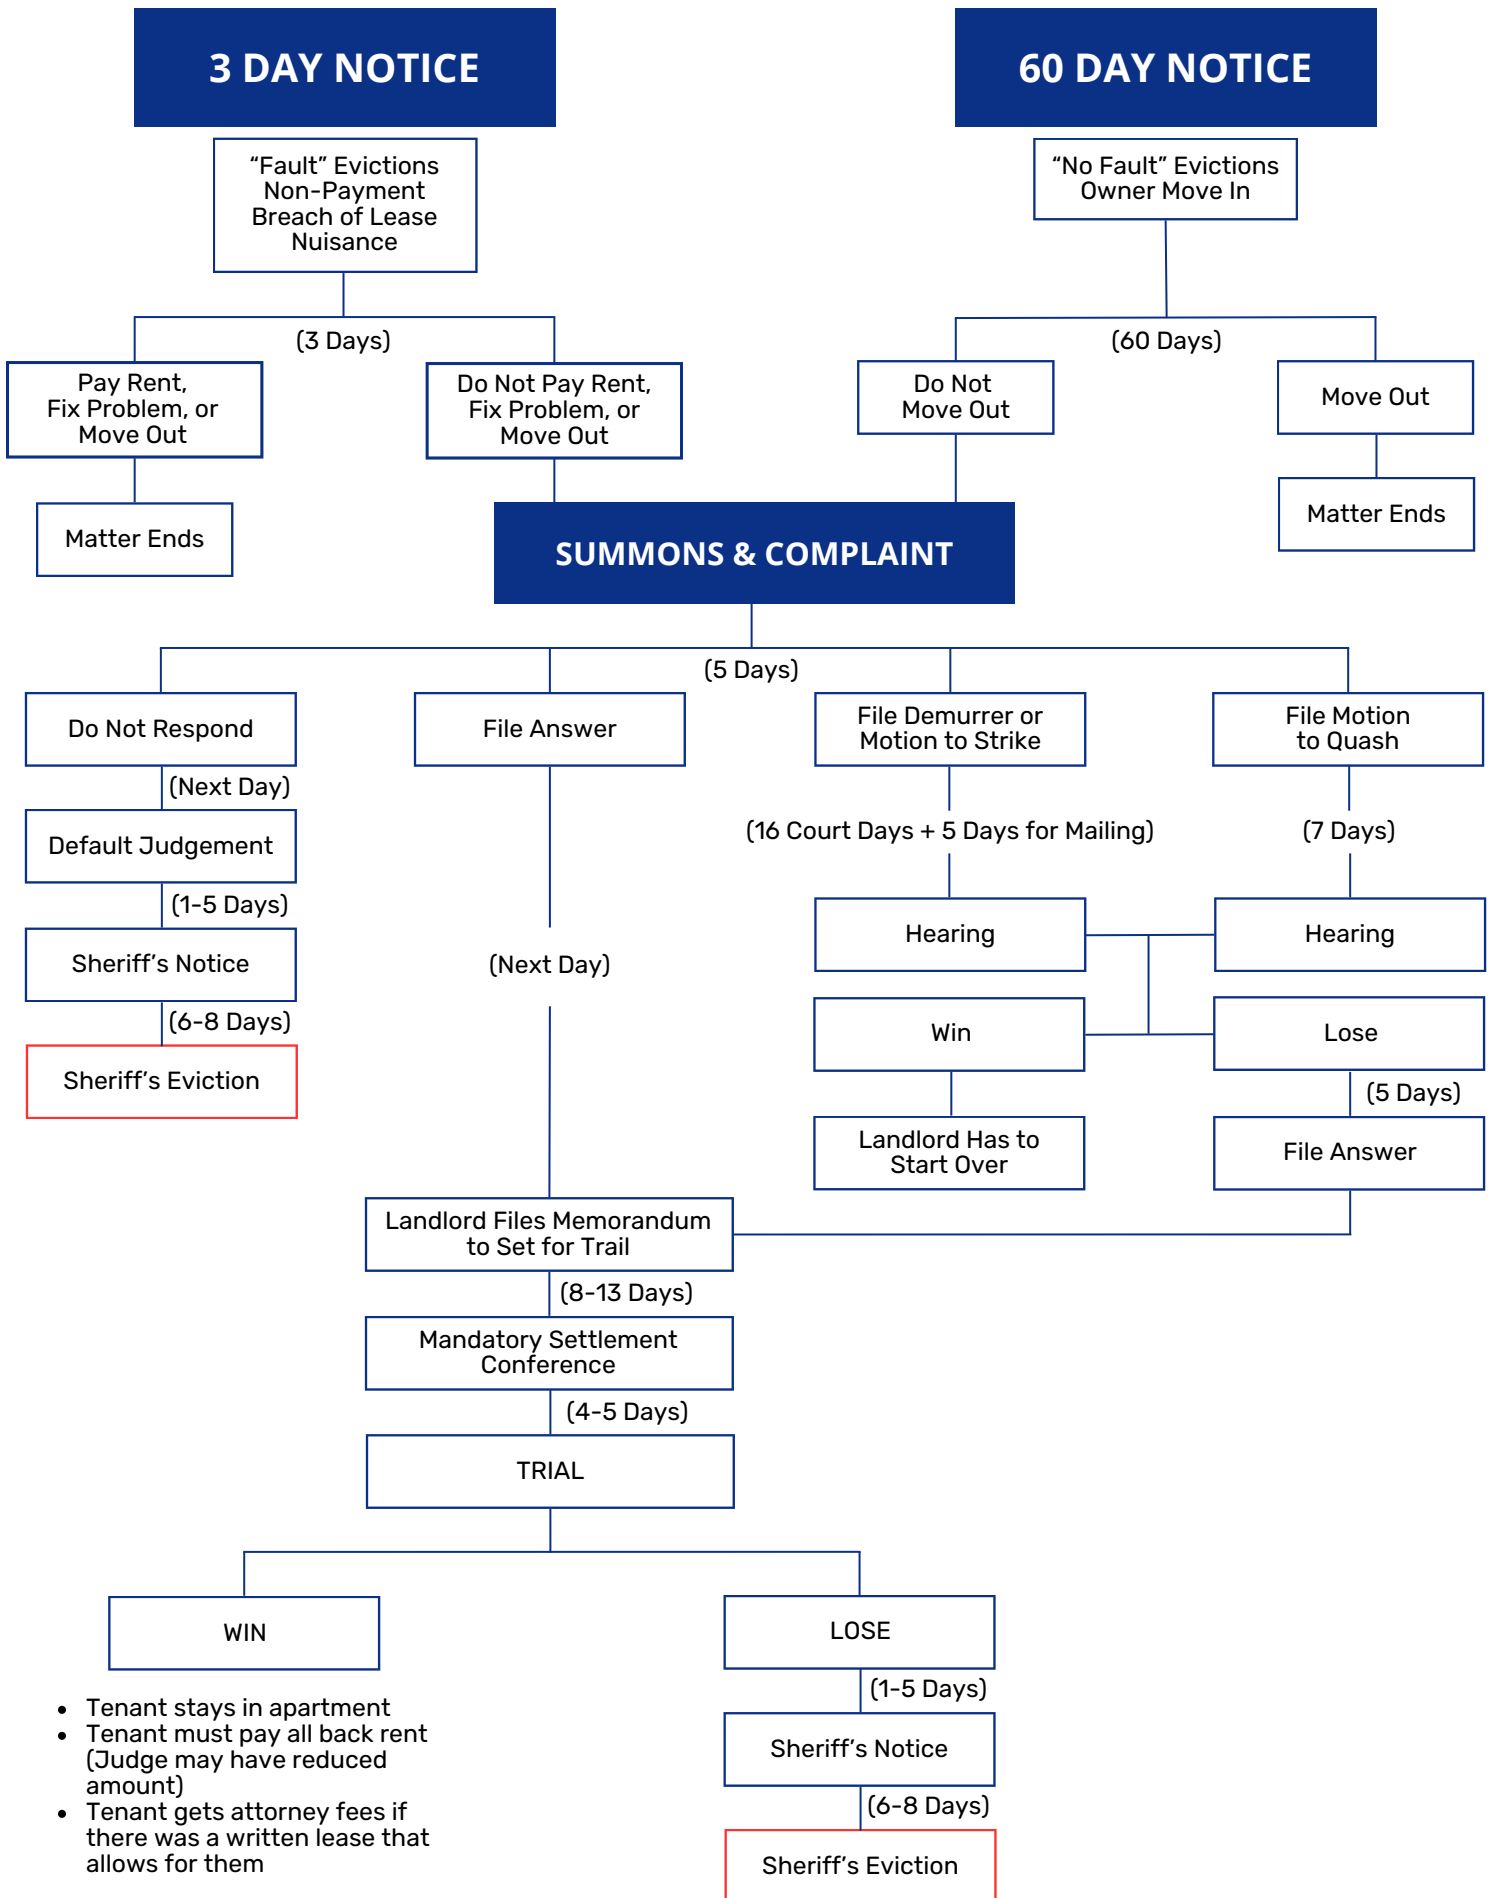 3 DAY NOTICE
60 DAY NOTICE
“Fault” Evictions
Non-Payment
Breach of Lease
Nuisance
“No Fault” Evictions
Owner Move In
(3 Days)
(60 Days)
Pay Rent,
Fix Problem, or
Move Out
Do Not Pay Rent,
Fix Problem, or
Move Out
Do Not
Move Out
Move Out
Matter Ends
Matter Ends
SUMMONS & COMPLAINT
(5 Days)
Do Not Respond
File Answer
File Demurrer or
Motion to Strike
File Motion
to Quash
(Next Day)
Default Judgement
(16 Court Days + 5 Days for Mailing)
(7 Days)
(1-5 Days)
Sheriff’s Notice
(Next Day)
Hearing
Hearing
(6-8 Days)
Sheriff’s Eviction
Win
Lose
(5 Days)
Landlord Has to
Start Over
File Answer
Landlord Files Memorandum
to Set for Trail
(8-13 Days)
Mandatory Settlement
Conference
(4-5 Days)
TRIAL
WIN
LOSE
• Tenant stays in apartment
• Tenant must pay all back rent
(Judge may have reduced
amount)
• Tenant gets attorney fees if
there was a written lease that
allows for them
(1-5 Days)
Sheriff’s Notice
(6-8 Days)
Sheriff’s Eviction